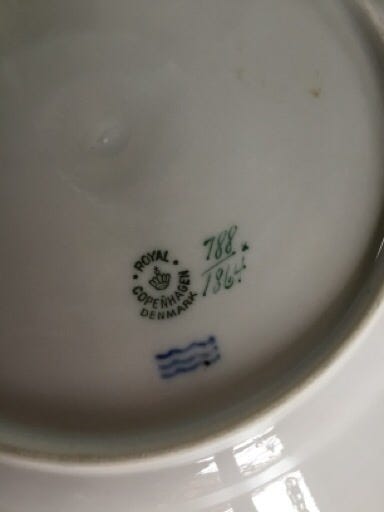 ROYAL
COPENHAGEN
DENMARK
788
1864